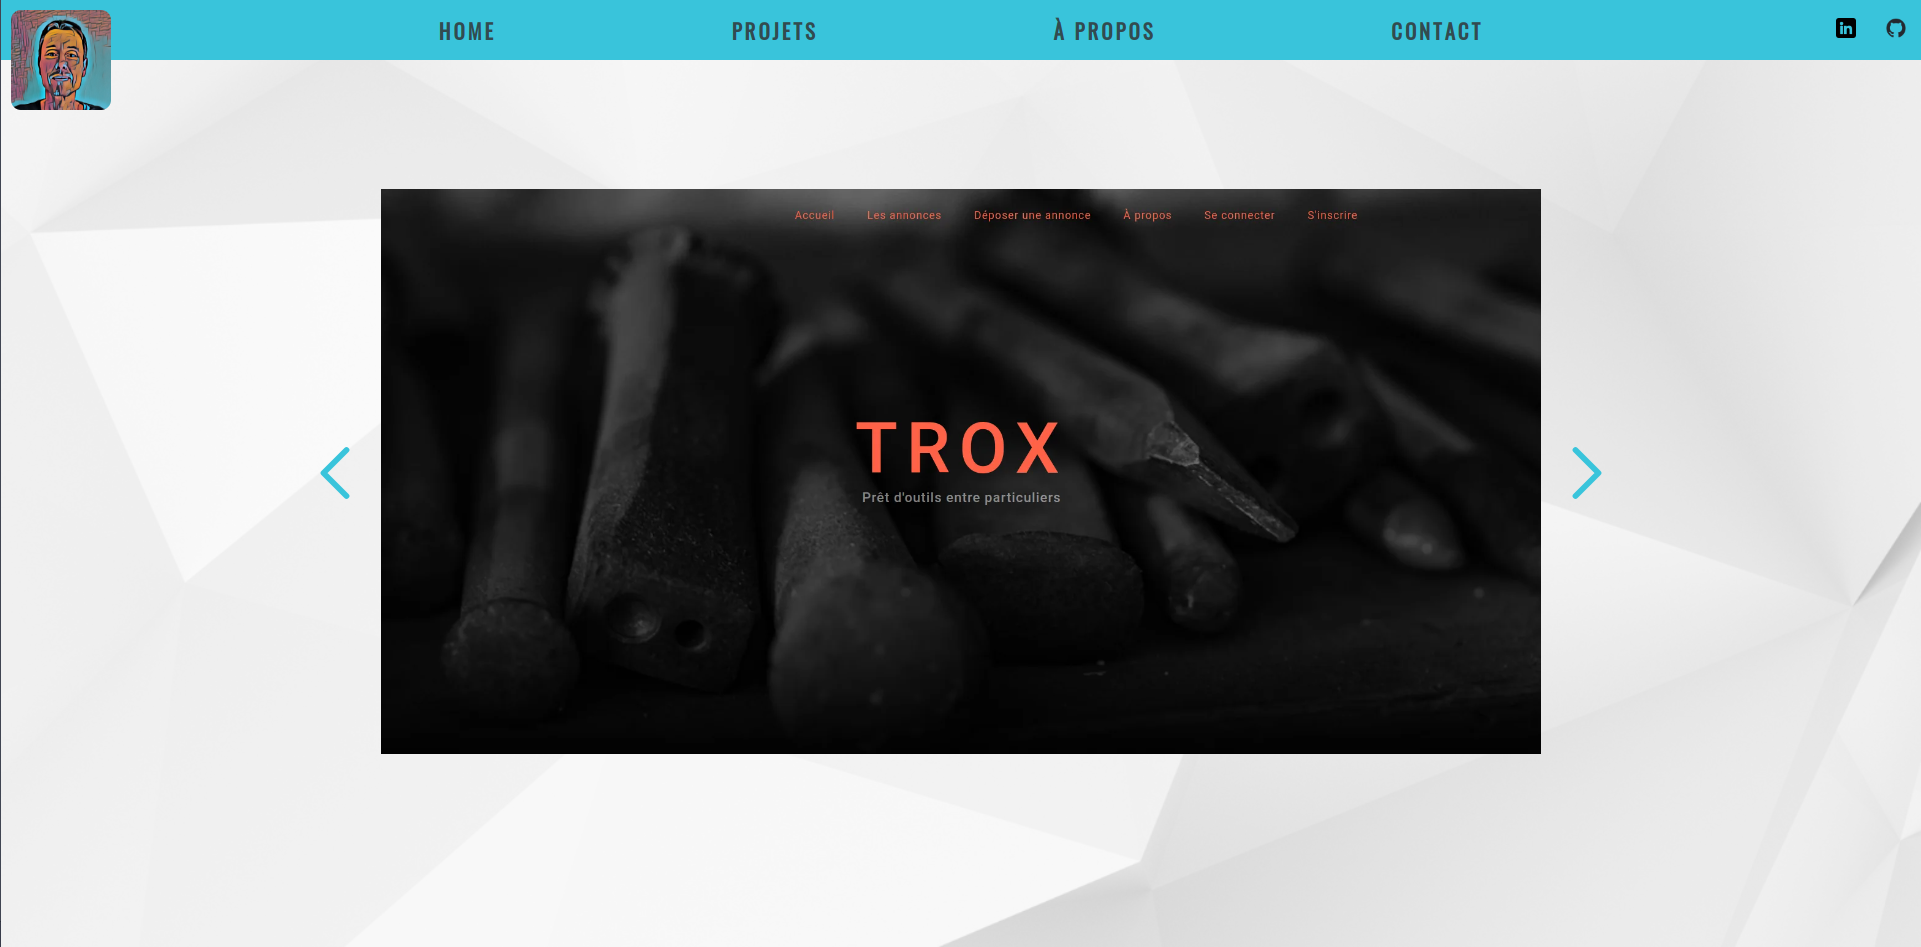 HOME PROJETS À PROPOS CONTACT
in
Accueil Les annonces Déposer une annonce À propos Se connecter S'inscrire
TROX
Prêt d'outils entre particuliers